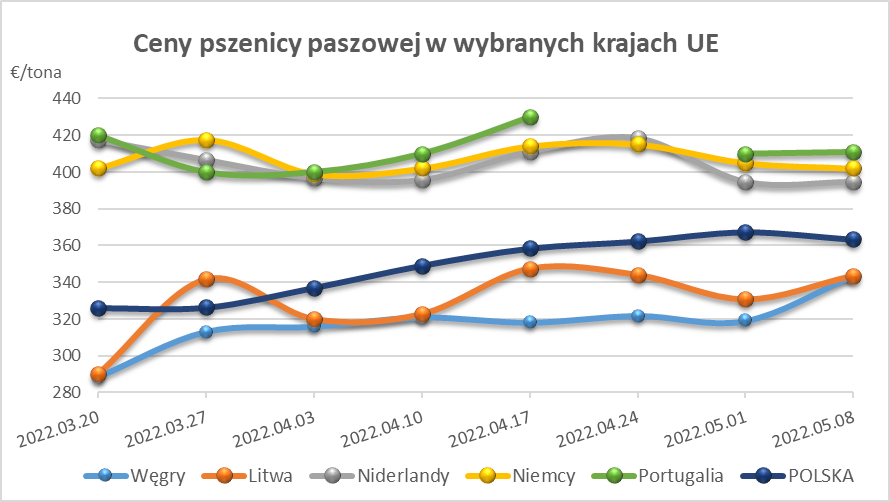 Ceny pszenicy paszowej w wybranych krajach UE
€/tona
440
420
400
380
360
340
320
300
280
2022.03.20 2022.03.27 2022.04.03 2022.04.10 2022.04.17 2022.04.24 2022.05.01 2022.05.08
Węgry Litwa Niderlandy Niemcy Portugalia POLSKA